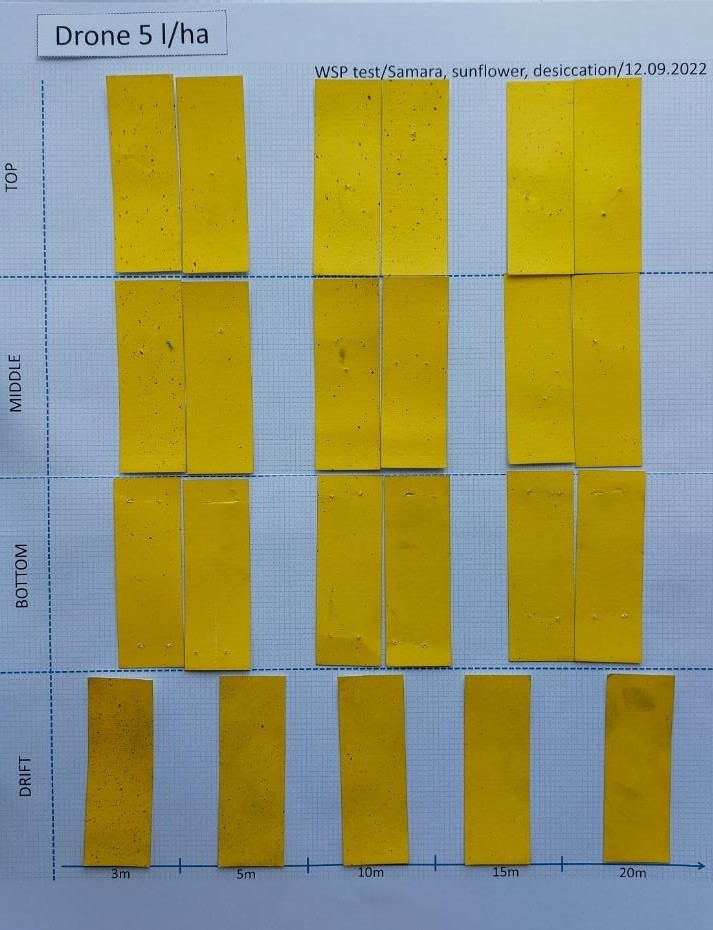 Drone 5 l/ha
WSP test/Samara, sunflower, desiccation/12.09.2022
TOP
MIDDLE
BOTTOM
DRIFT
3m
5m
10m
15m
20m